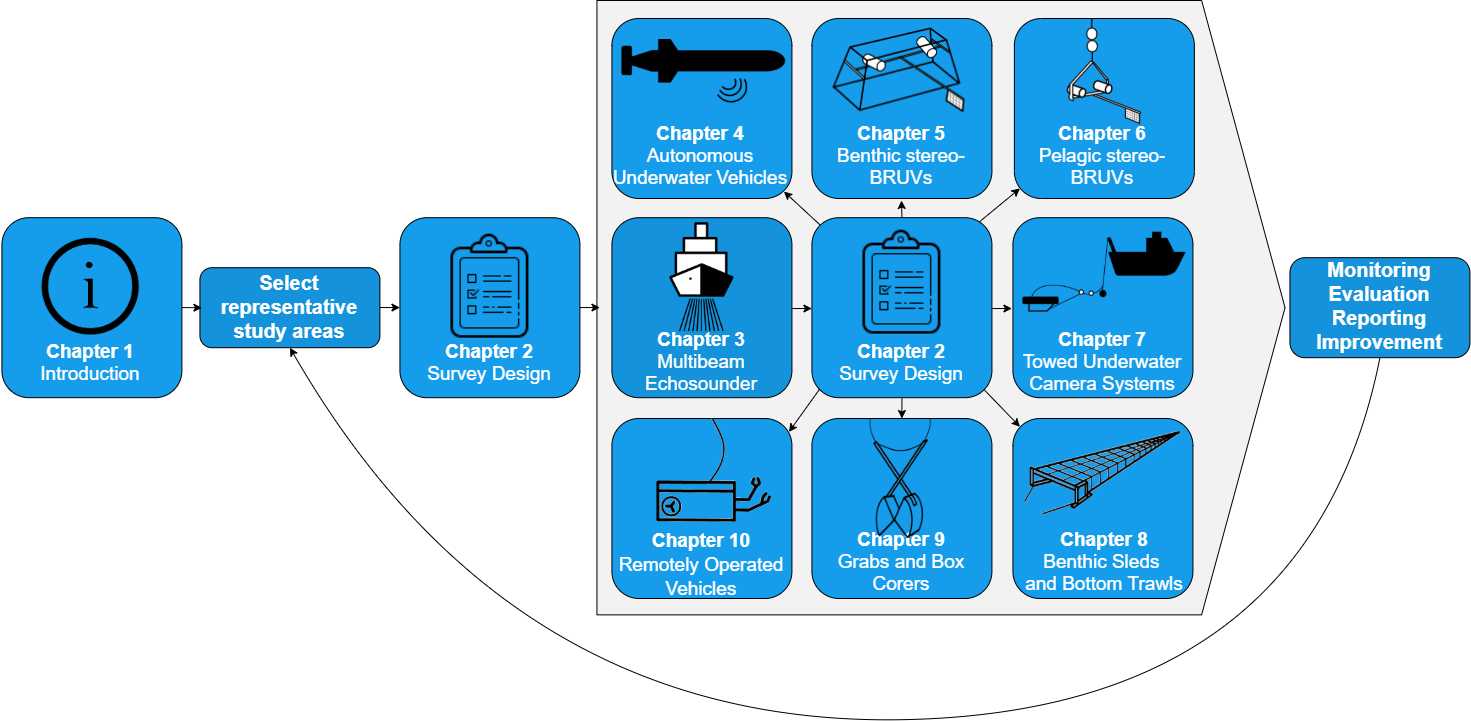 Chapter 1
Introduction
Select
representative
study areas
Chapter 2
Survey Design
Chapter 4
Autonomous
Underwater Vehicles
Chapter 5
Benthic stereo-
BRUVs
Chapter 6
Pelagic stereo-
BRUVs
Chapter 3
Multibeam
Echosounder
Chapter 2
Survey Design
Chapter 7
Towed Underwater
Camera Systems
Chapter 10
Remotely Operated
Vehicles
Chapter 9
Grabs and Box
Corers
Chapter 8
Benthic Sleds
and Bottom Trawls
Monitoring
Evaluation
Reporting
Improvement